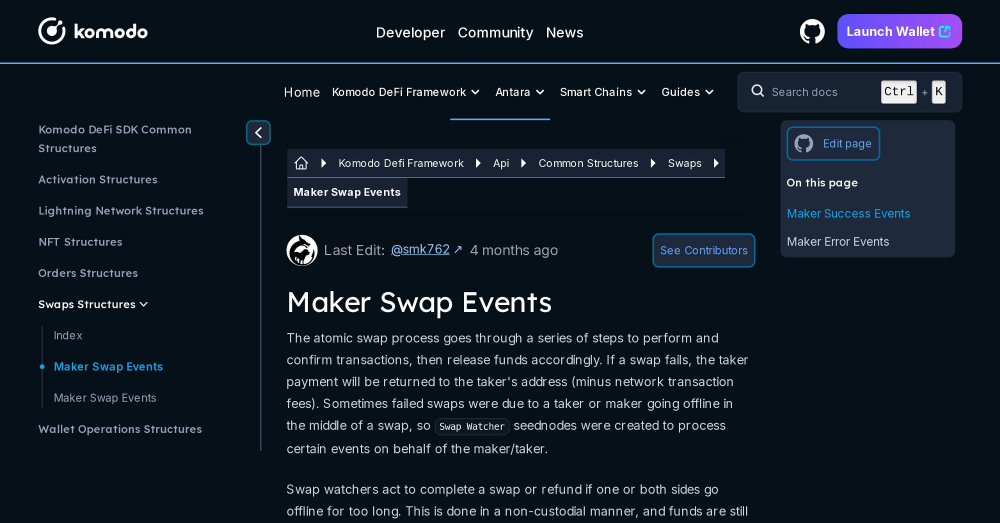 komodo
Developer Community News
Launch Wallet
Home Komodo DeFi Framework Antara Smart Chains Guides
Search docs Ctrl + K
Komodo DeFi SDK Common
Structures
Activation Structures
Lightning Network Structures
NFT Structures
Orders Structures
Swaps Structures
Index
Maker Swap Events
Maker Swap Events
Wallet Operations Structures
Komodo Defi Framework Api Common Structures Swaps
Maker Swap Events
Last Edit: @smk762 ↗ 4 months ago
See Contributors
Maker Swap Events
The atomic swap process goes through a series of steps to perform and
confirm transactions, then release funds accordingly. If a swap fails, the taker
payment will be returned to the taker's address (minus network transaction
fees). Sometimes failed swaps were due to a taker or maker going offline in
the middle of a swap, so Swap Watcher seednodes were created to process
certain events on behalf of the maker/taker.
Swap watchers act to complete a swap or refund if one or both sides go
offline for too long. This is done in a non-custodial manner, and funds are still
Edit page
On this page
Maker Success Events
Maker Error Events